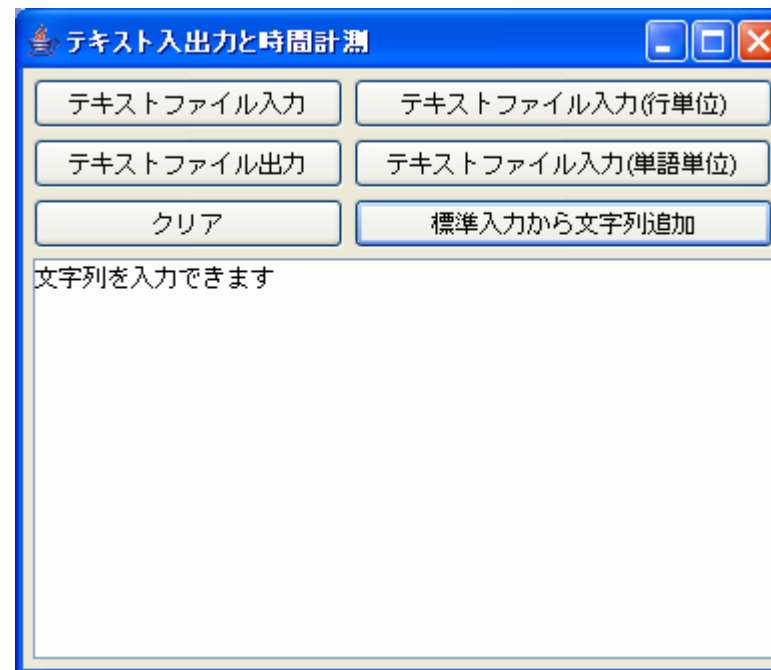 テキスト入出力と時間計測
テキストファイル入力 テキストファイル入力(行単位)
テキストファイル出力 テキストファイル入力(単語単位)
クリア 標準入力から文字列追加
文字列を入力できます